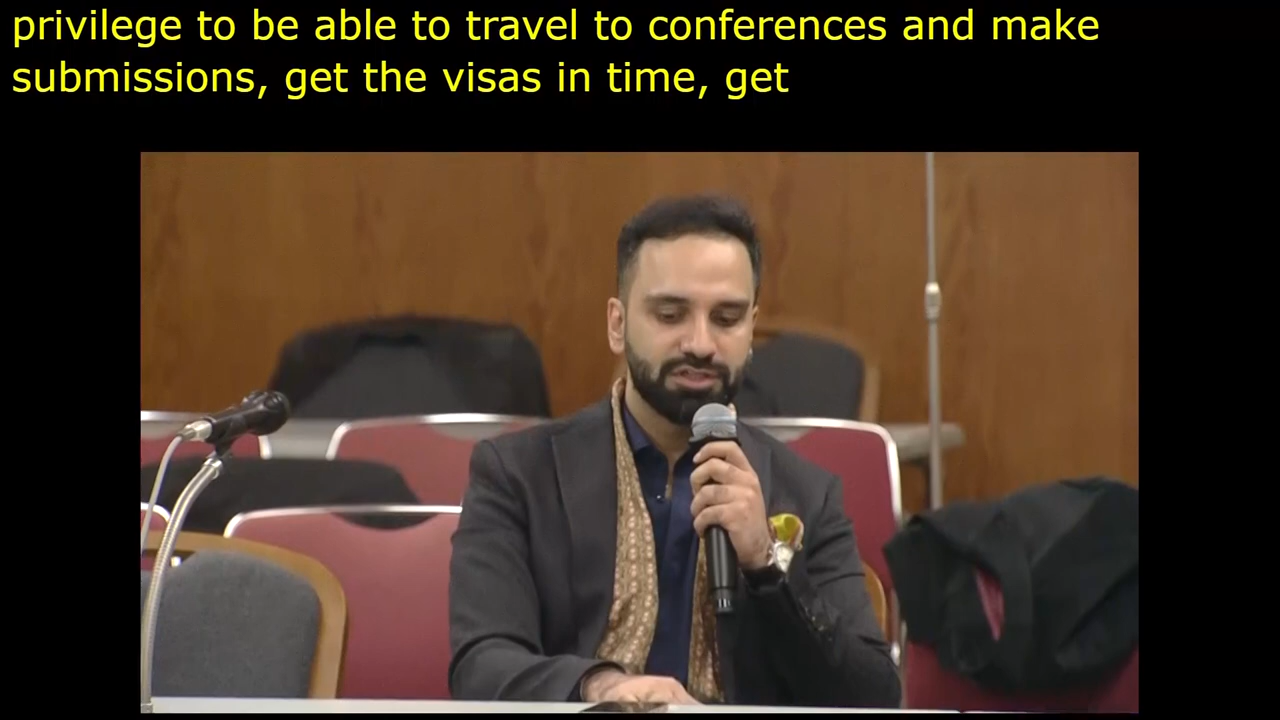 privilege to be able to travel to conferences and make
submissions, get the visas in time, get